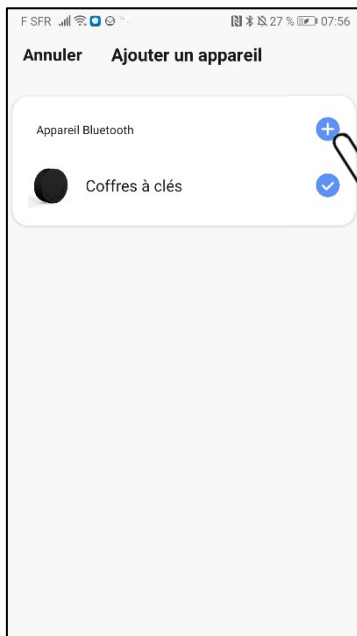 F SFR 27 % 07:56
Annuler Ajouter un appareil
Appareil Bluetooth
Coffres à clés